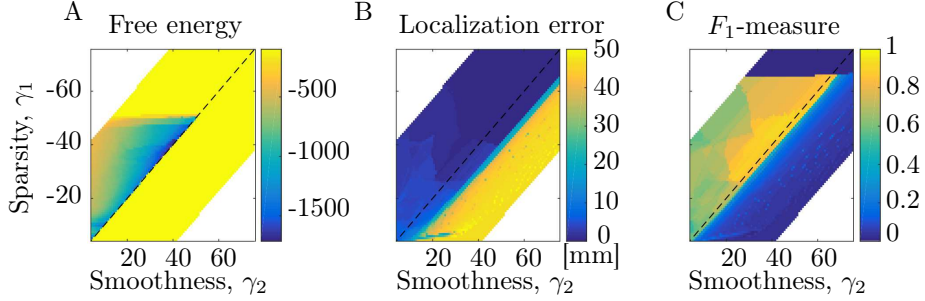 A Free energy
B Localization error
C F₁-measure
Sparsity, γ₁
-60
-40
-20
20 40 60
Smoothness, γ₂
-500
-1000
-1500
20 60
Smoothness, γ₂
50
40
30
20
10
0
[mm]
20 40 60
Smoothness, γ₂
1
0.8
0.6
0.4
0.2
0